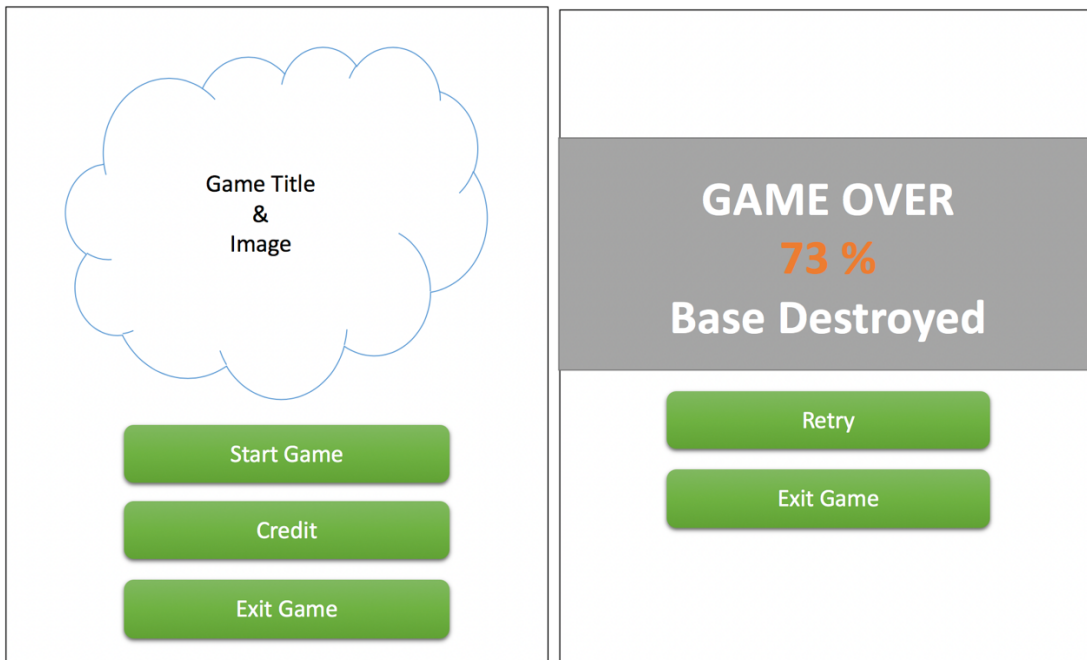 Game Title
&
Image
Start Game
Credit
Exit Game
GAME OVER
73 %
Base Destroyed
Retry
Exit Game